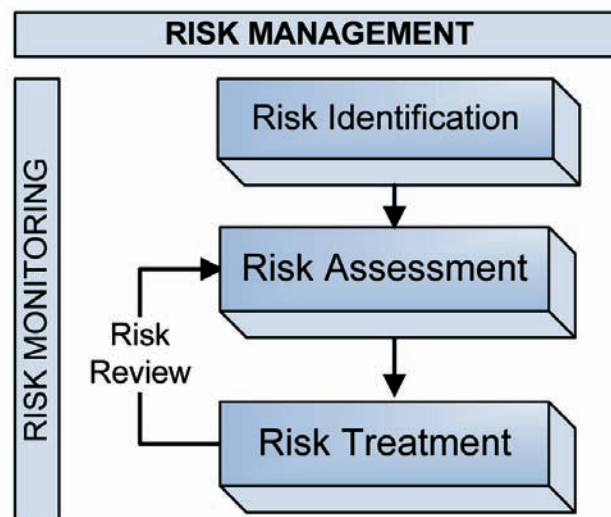 RISK MANAGEMENT
RISK MONITORING
Risk Identification
Risk Assessment
Risk
Review
Risk Treatment